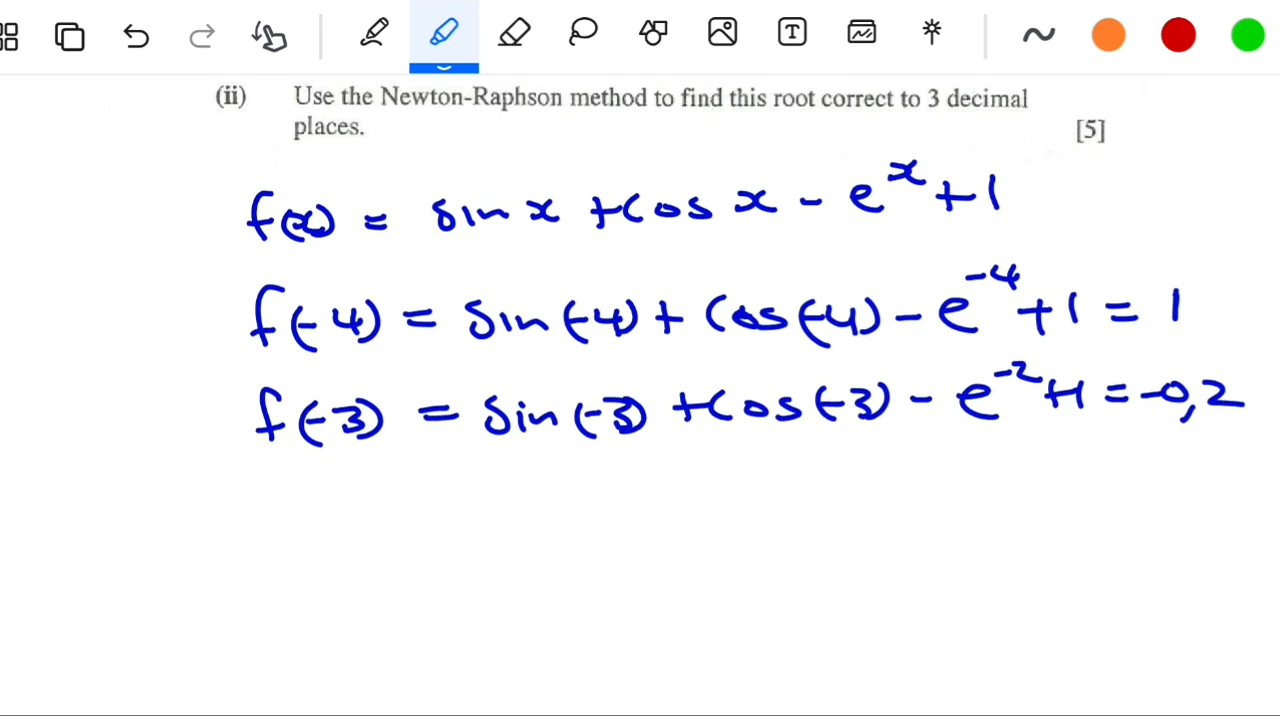 (ii) Use the Newton-Raphson method to find this root correct to 3 decimal
places. [5]
f(x) = sin x + cos x - e^x + 1
f(-4) = sin(-4) + cos(-4) - e^-4 + 1 = 1
f(-3) = sin(-3) + cos(-3) - e^-2 + 1 = -0,2